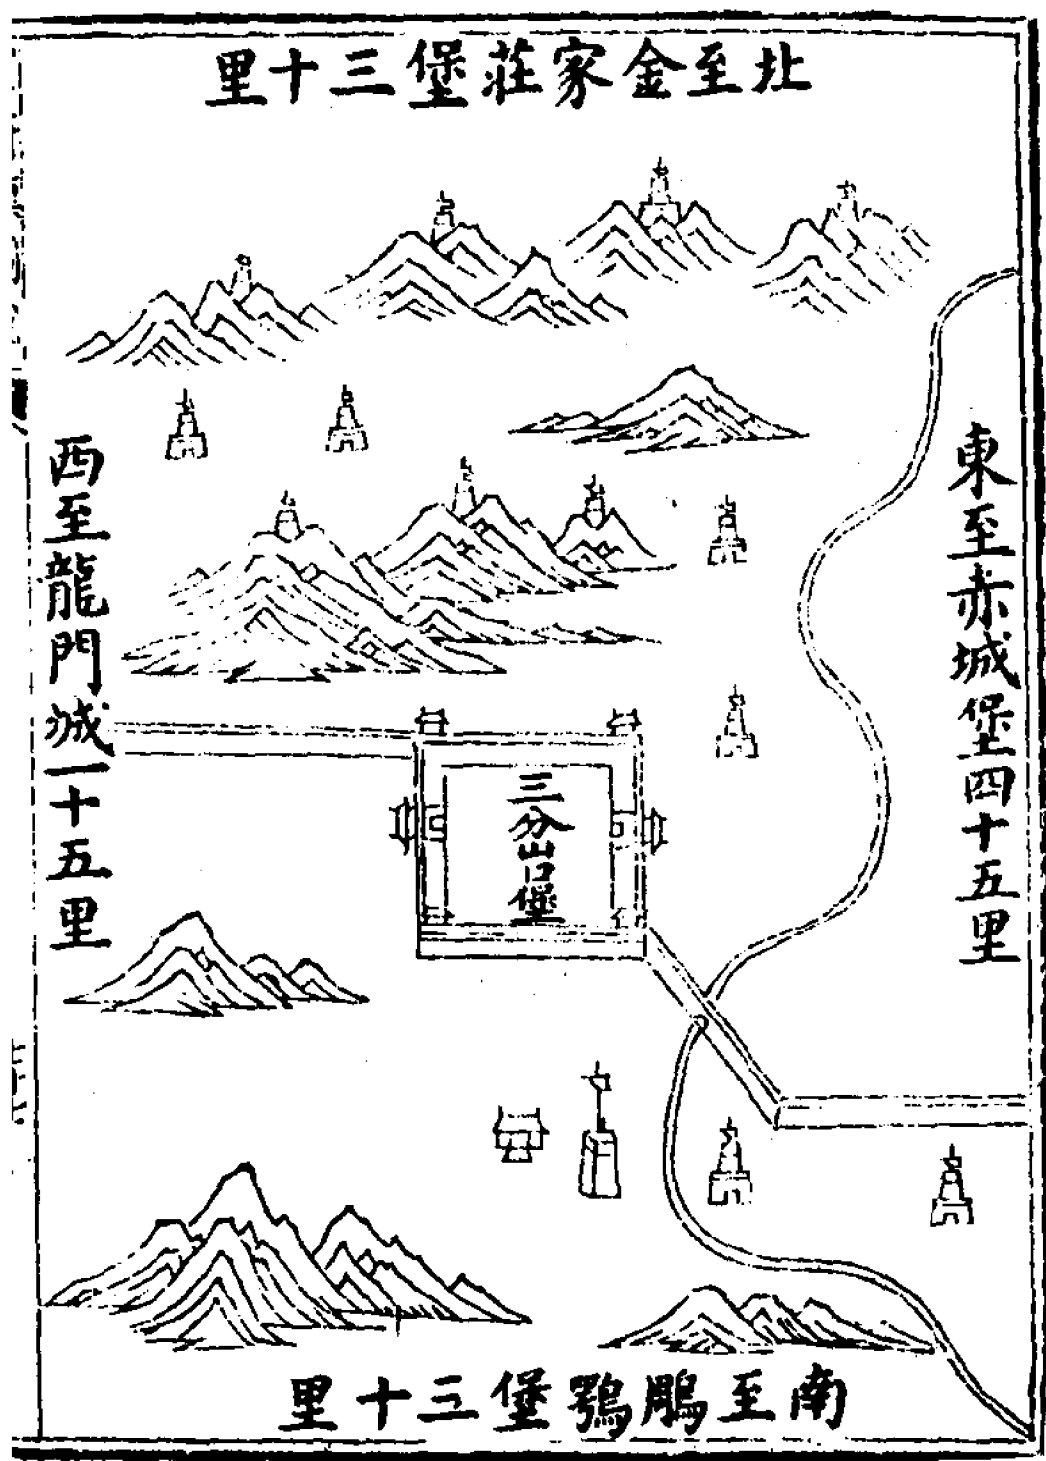 北至金家莊堡三十里
東至赤城堡四十五里
三分山口堡
西至龍門城一十五里
南至鵰鶚堡三十里